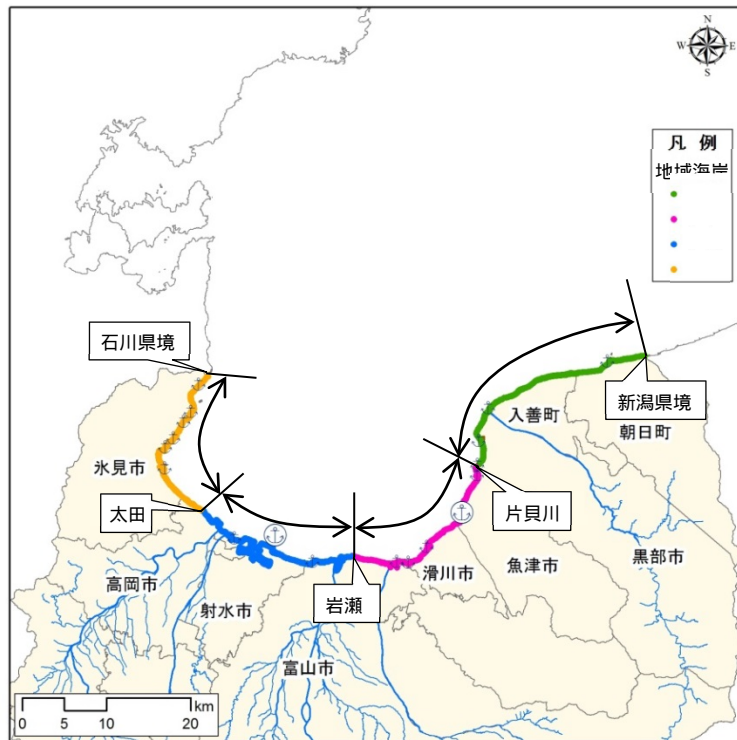 N
W
E
S
凡 例
地域海岸
石川県境
新潟県境
入善町
朝日町
氷見市
太田
片貝川
黒部市
高岡市
射水市
岩瀬
滑川市
魚津市
富山市
km
0 5 10 20